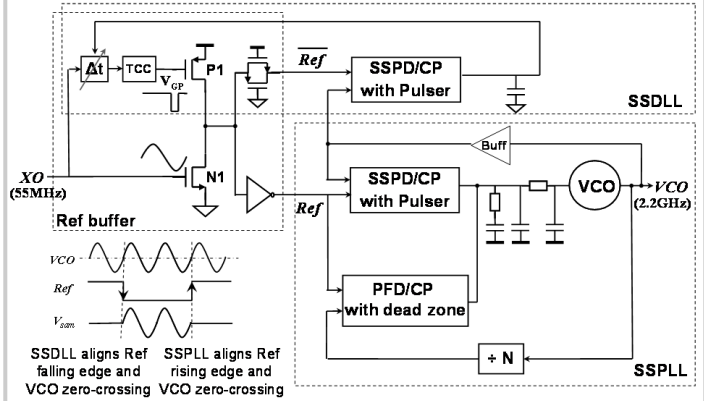 Δt
TCC
V_GP
P1
Ref
SSPD/CP
with Pulser
SSDLL
XO
(55MHz)
N1
Ref buffer
Ref
Buff
SSPD/CP
with Pulser
VCO
VCO
(2.2GHz)
PFD/CP
with dead zone
÷ N
SSPLL
VCO
Ref
V_sam
SSDLL aligns Ref
falling edge and
VCO zero-crossing
SSPLL aligns Ref
rising edge and
VCO zero-crossing